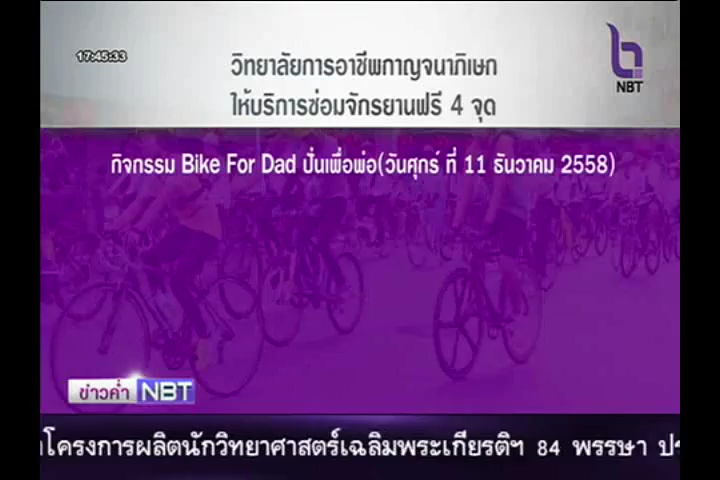 17:45:33
วิทยาลัยการอาชีพกาญจนาภิเษก
ให้บริการซ่อมจักรยานฟรี 4 จุด
NBT
กิจกรรม Bike For Dad ปั่นเพื่อพ่อ(วันศุกร์ ที่ 11 ธันวาคม 2558)
ข่าวค่ำ NBT
โครงการผลิตนักวิทยาศาสตร์เฉลิมพระเกียรติฯ 84 พรรษา